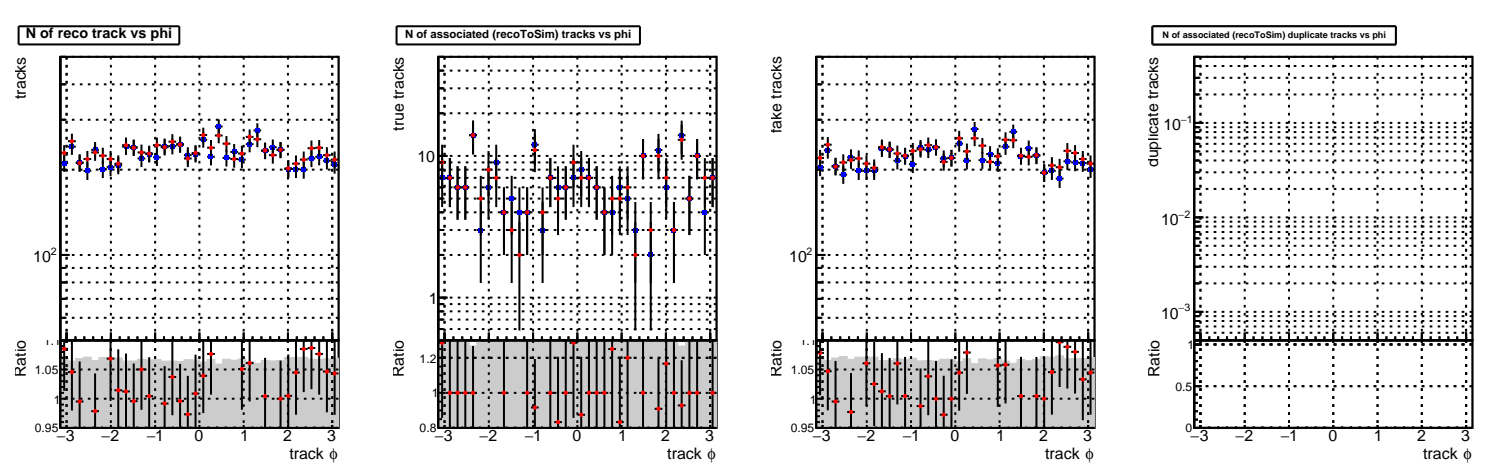 N of reco track vs phi
tracks
10²
Ratio
1.1
1.05
1
0.95
−3 −2 −1 0 1 2 3
track ϕ
N of associated (recoToSim) tracks vs phi
true tracks
10
1
Ratio
1.2
1
0.8
−3 −2 −1 0 1 2 3
track ϕ
fake tracks
10²
Ratio
1.1
1.05
1
0.95
−3 −2 −1 0 1 2 3
track ϕ
N of associated (recoToSim) duplicate tracks vs phi
duplicate tracks
10⁻¹
10⁻²
10⁻³
Ratio
1
0.5
0
−3 −2 −1 0 1 2 3
track ϕ